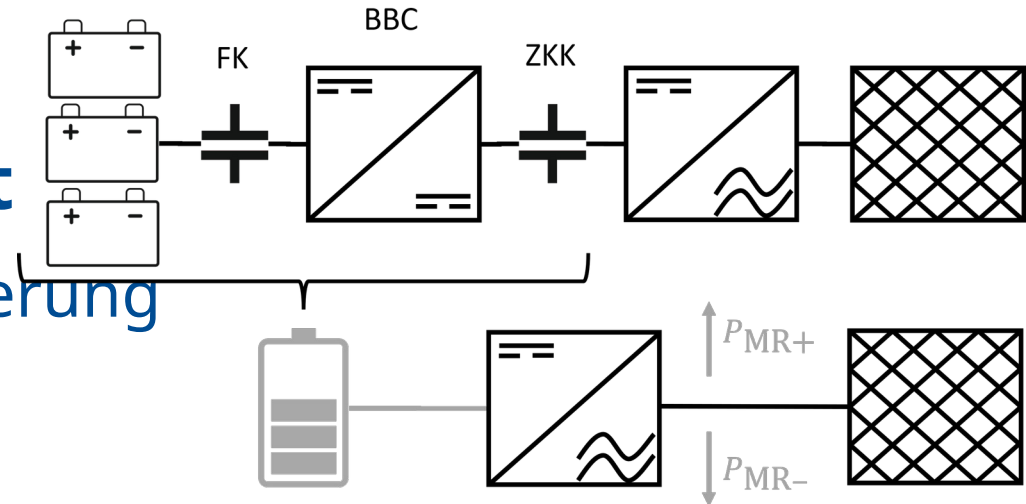 BBC
FK
ZKK
+ −
+ −
+ −
t
erung
P_MR+
P_MR−